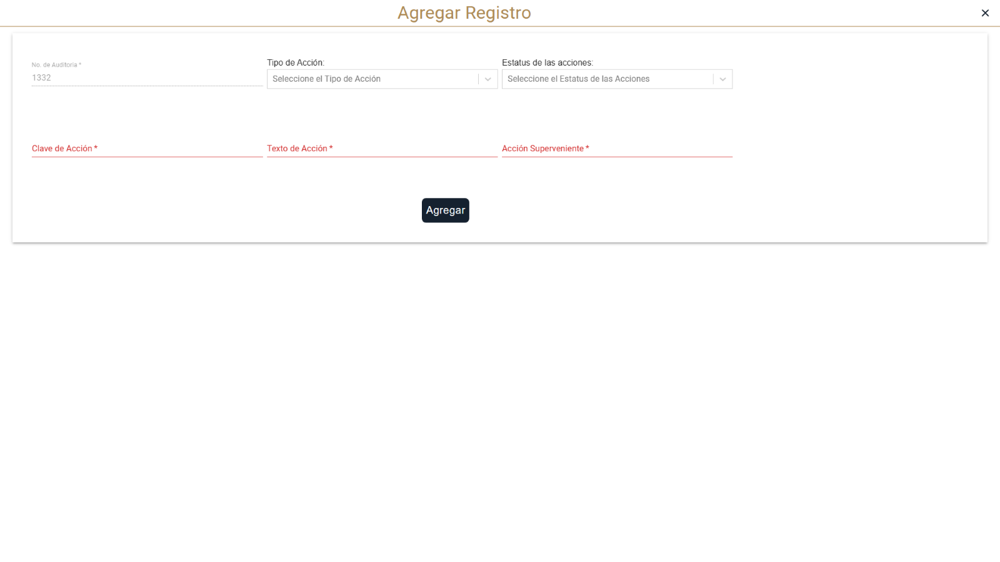 Agregar Registro
No. de Auditoria *
1332
Tipo de Acción:
Seleccione el Tipo de Acción
Estatus de las acciones:
Seleccione el Estatus de las Acciones
Clave de Acción *
Texto de Acción *
Acción Superveniente *
Agregar